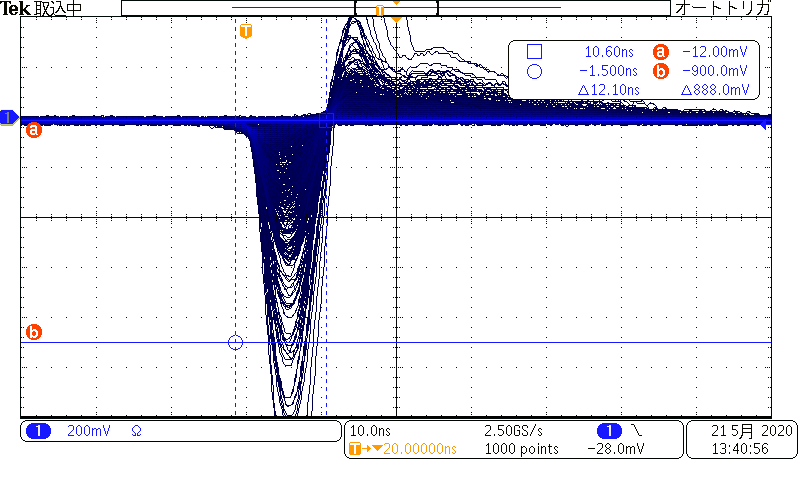 Tek 取込中 T オートトリガ
T
10.60ns a −12.00mV
−1.500ns b −900.0mV
△12.10ns △888.0mV
1
a
b
1 200mV Ω 10.0ns 2.50GS/s 1 21 5月 2020
T→▼20.00000ns 1000 points −28.0mV 13:40:56